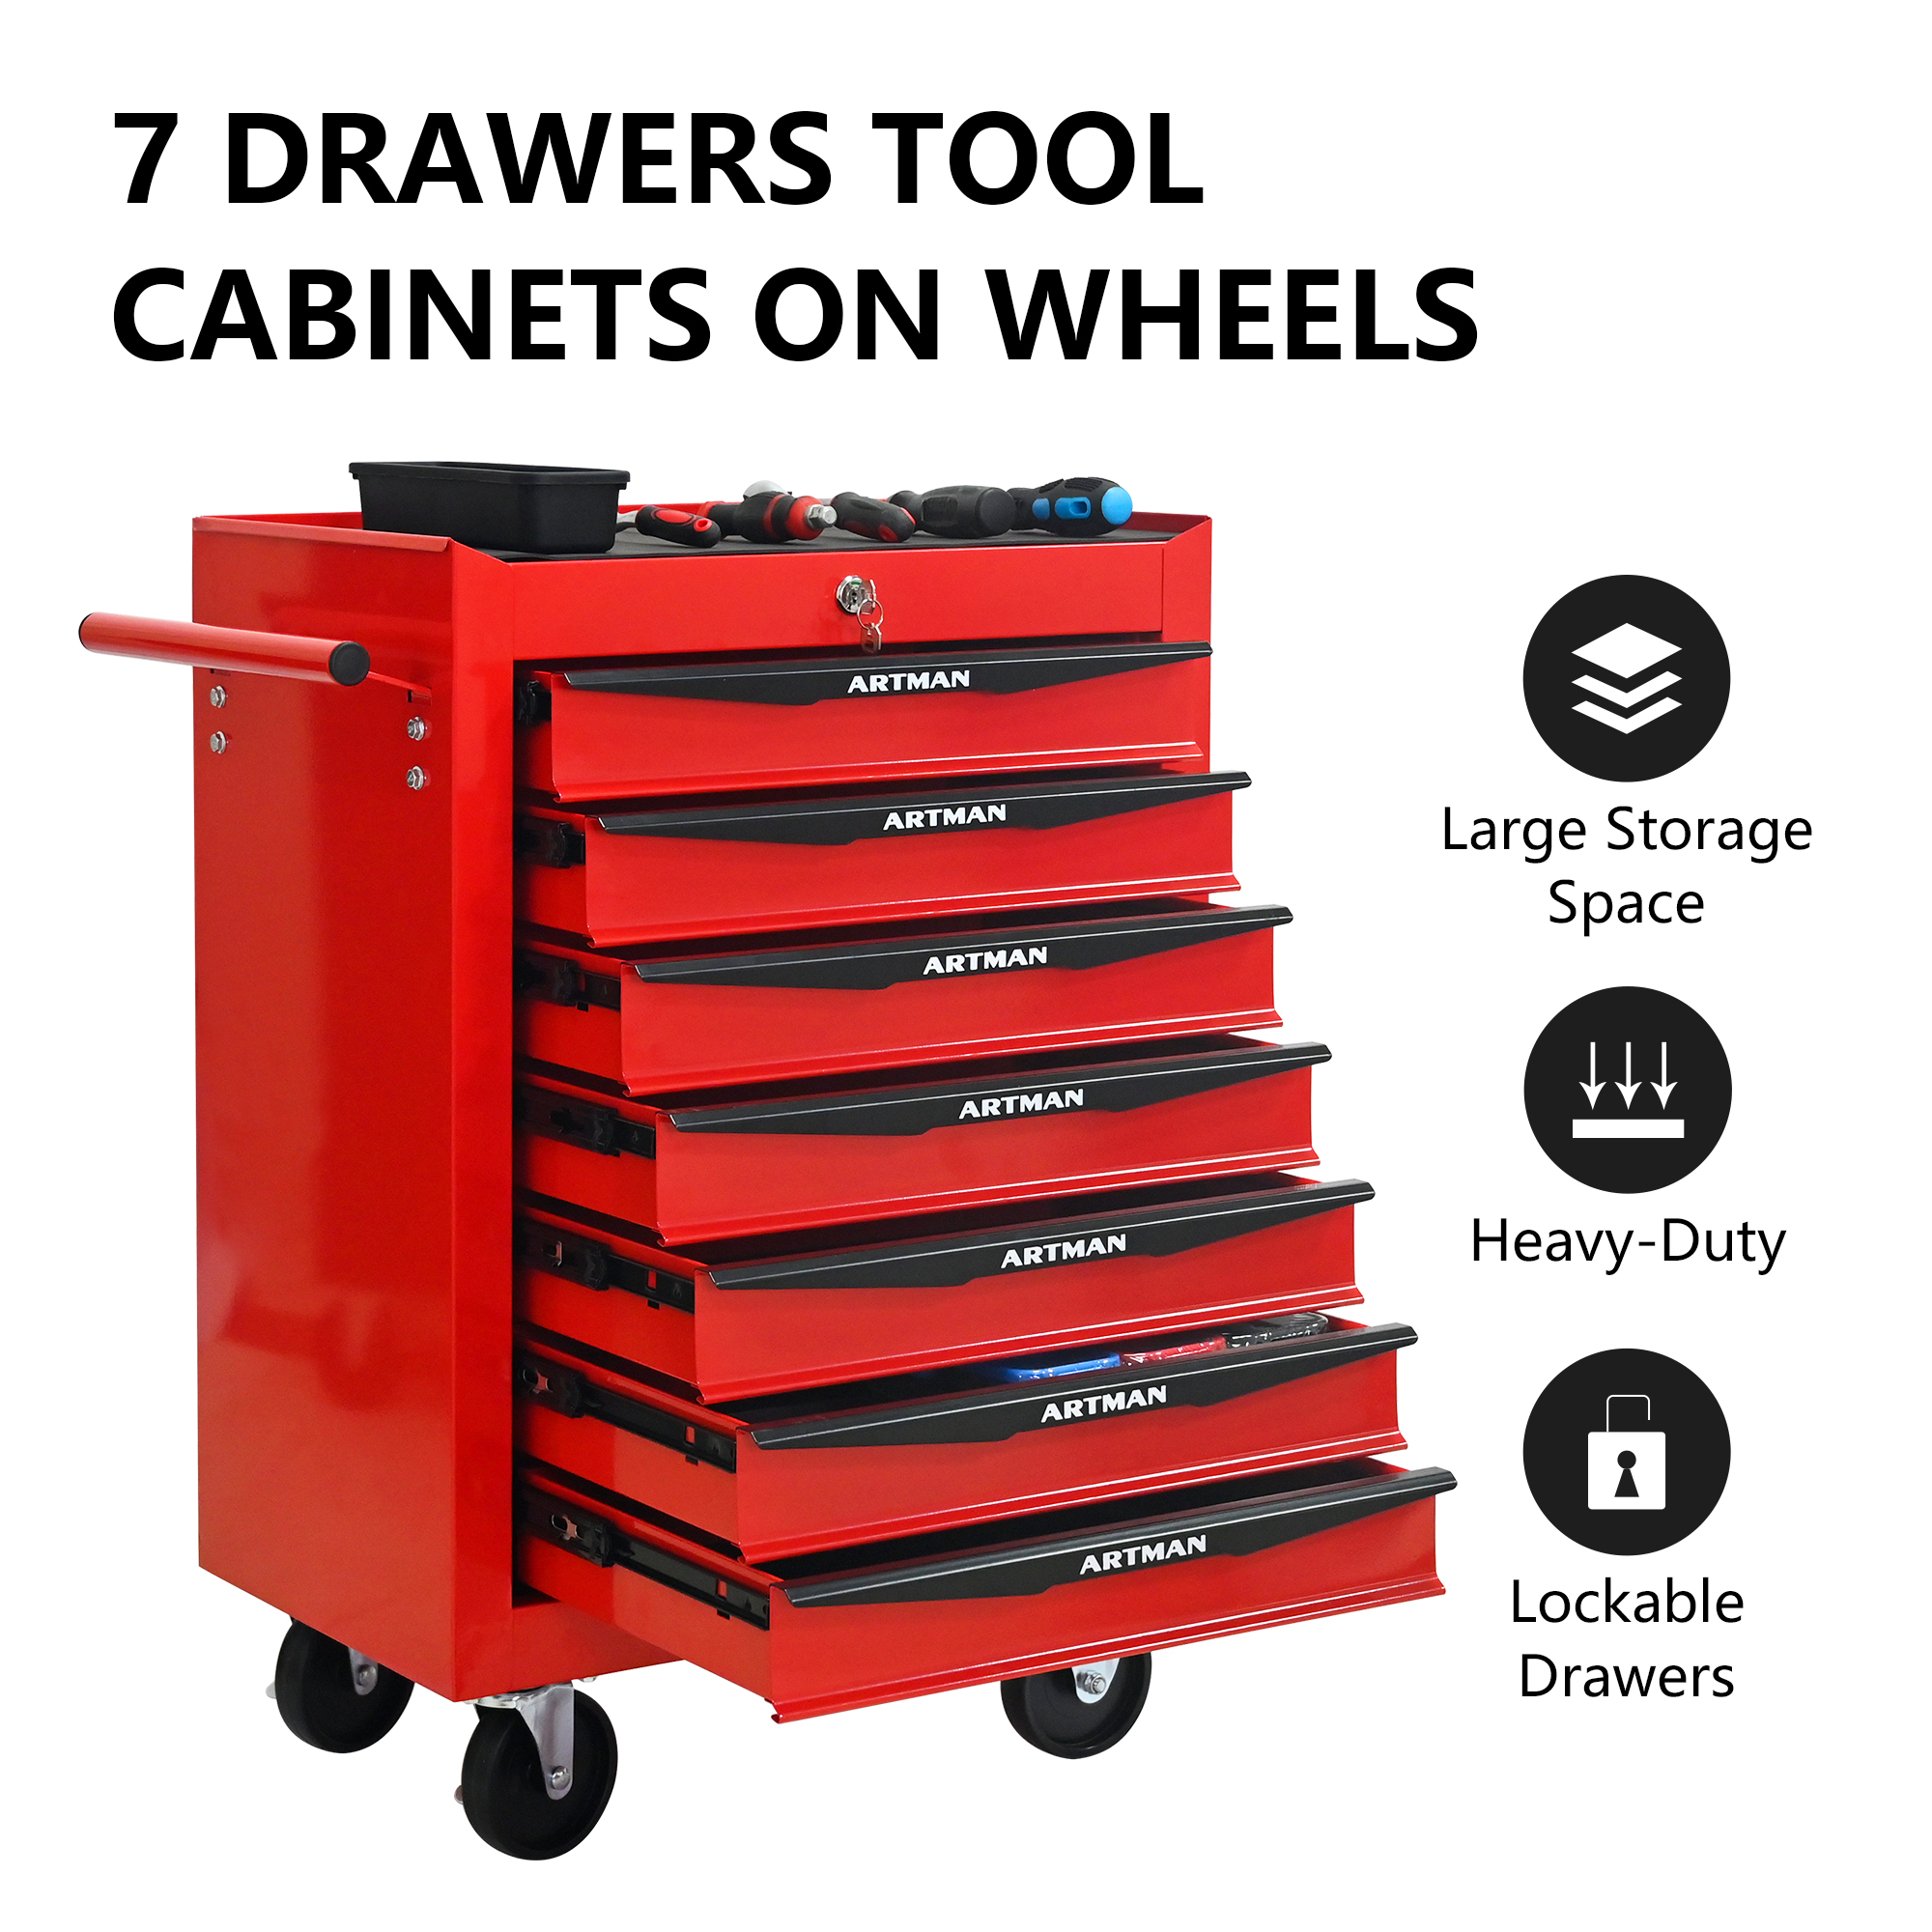 7 DRAWERS TOOL
CABINETS ON WHEELS
ARTMAN
ARTMAN
ARTMAN
ARTMAN
ARTMAN
ARTMAN
ARTMAN
Large Storage
Space
Heavy-Duty
Lockable
Drawers